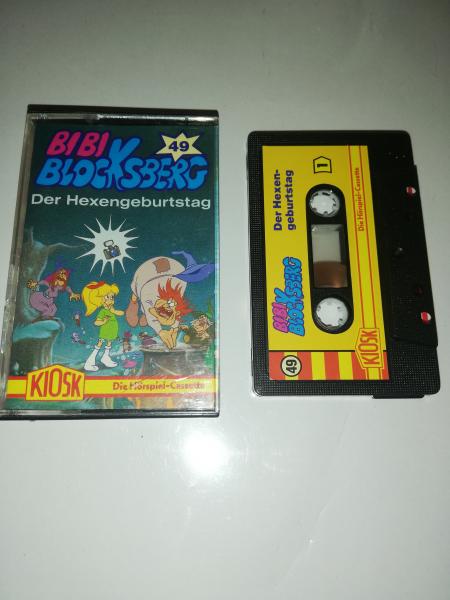 BIBI
BLOCKSBERG
49
Der Hexengeburtstag
KIOSK
Die Hörspiel-Cassette
49
BIBI
BLOCKSBERG
Der Hexen-
geburtstag
1
KIOSK
Die Hörspiel-Cassette